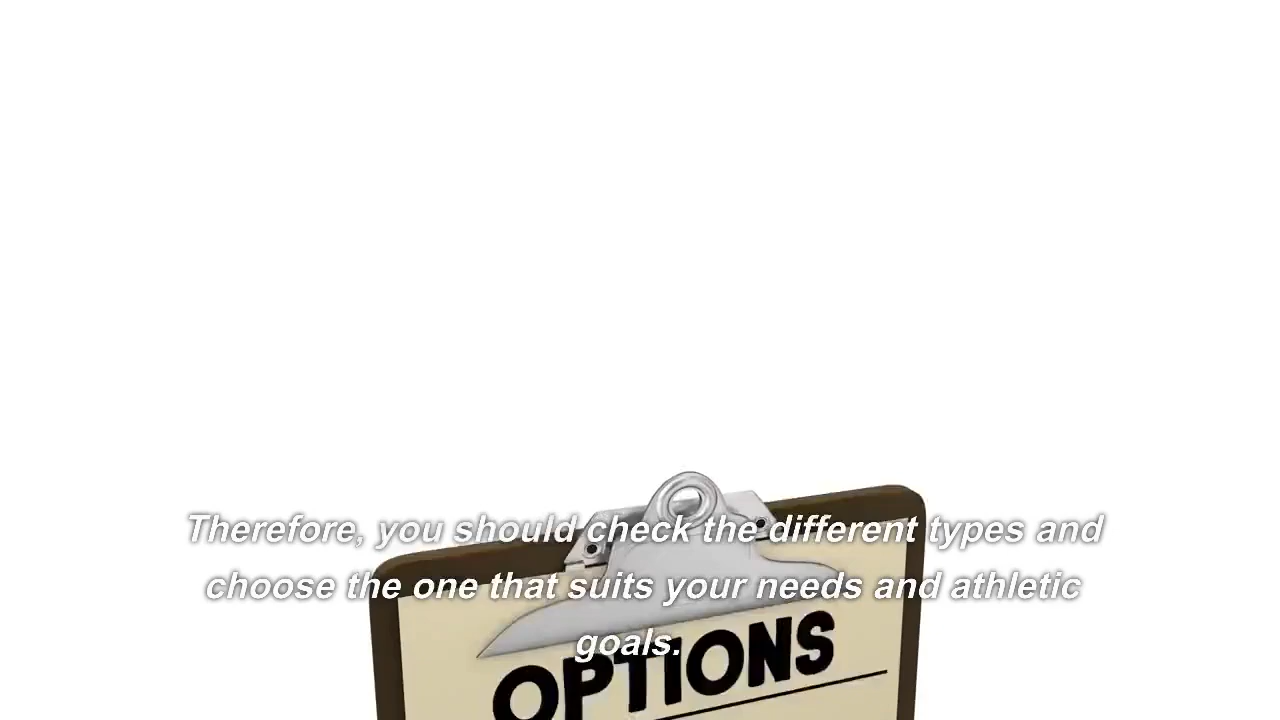 Therefore, you should check the different types and
choose the one that suits your needs and athletic
goals.
OPTIONS